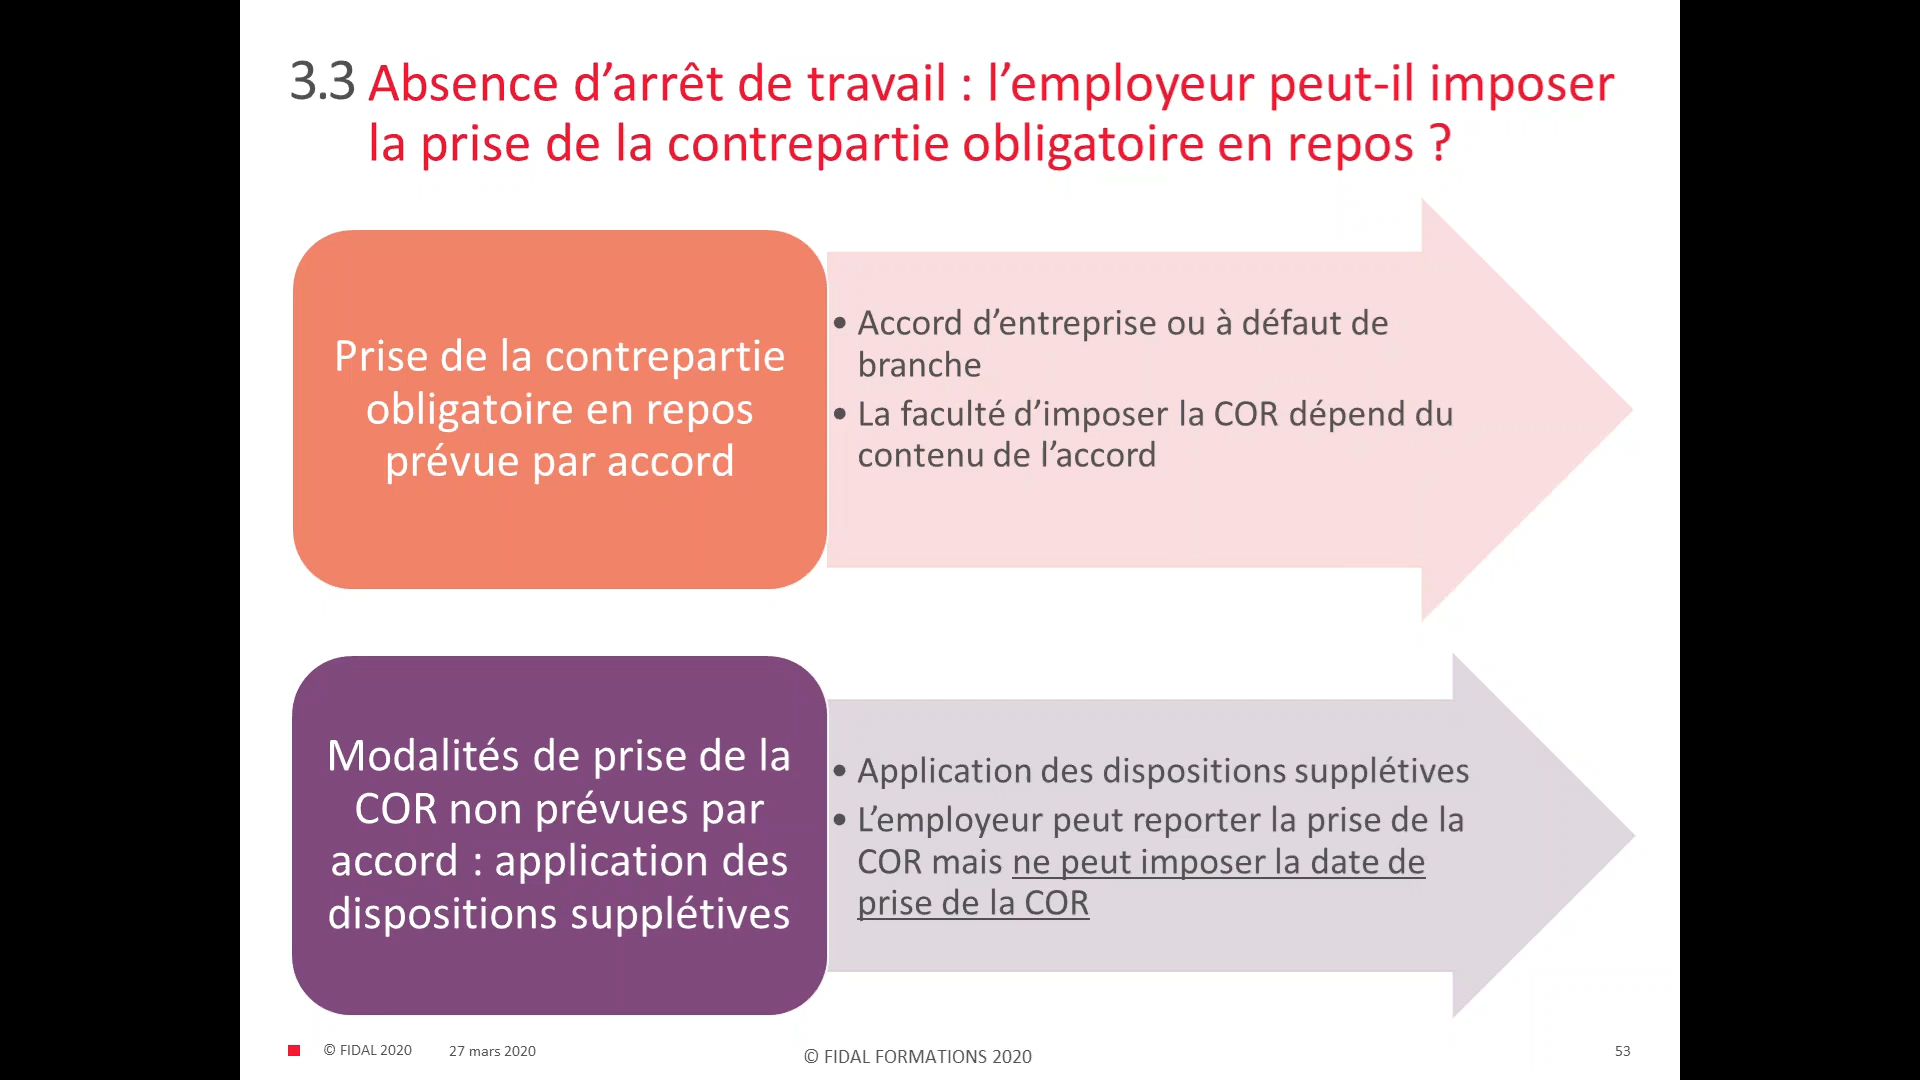 3.3 Absence d’arrêt de travail : l’employeur peut-il imposer
la prise de la contrepartie obligatoire en repos ?
Prise de la contrepartie
obligatoire en repos
prévue par accord
• Accord d’entreprise ou à défaut de
branche
• La faculté d’imposer la COR dépend du
contenu de l’accord
Modalités de prise de la
COR non prévues par
accord : application des
dispositions supplétives
• Application des dispositions supplétives
• L’employeur peut reporter la prise de la
COR mais ne peut imposer la date de
prise de la COR
© FIDAL 2020
27 mars 2020
© FIDAL FORMATIONS 2020
53